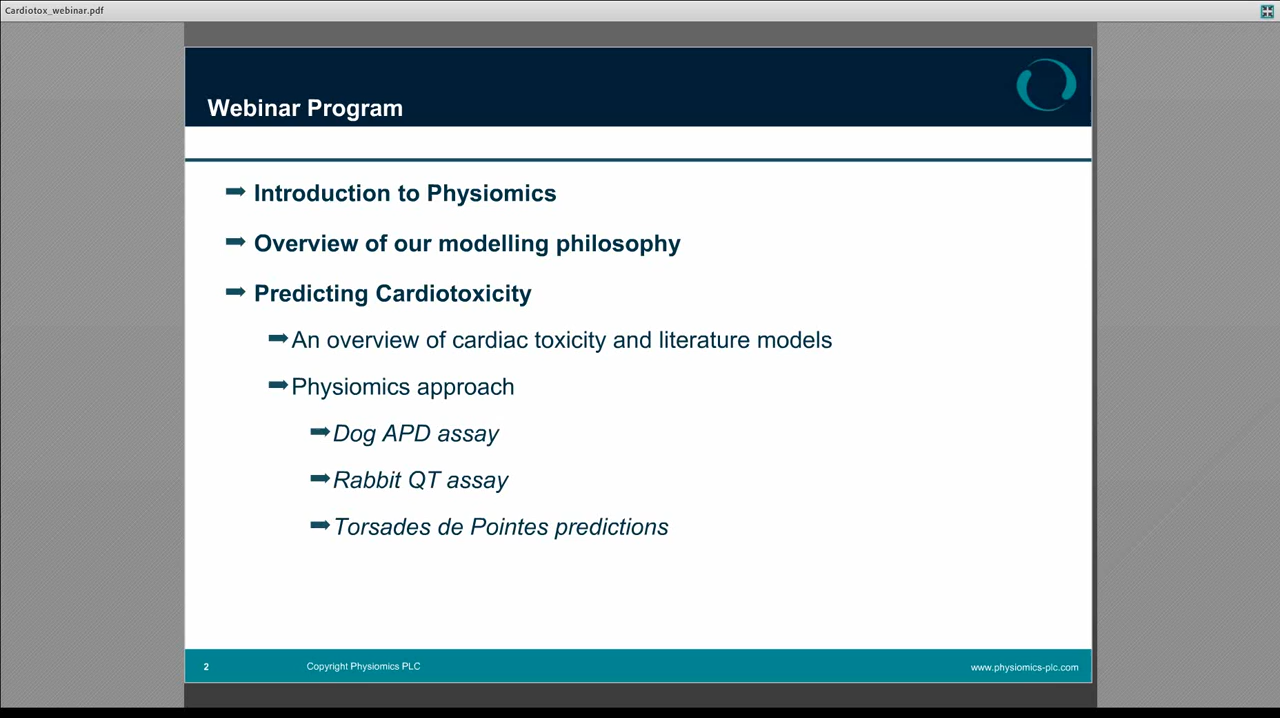 Cardiotox_webinar.pdf
Webinar Program
Introduction to Physiomics
Overview of our modelling philosophy
Predicting Cardiotoxicity
An overview of cardiac toxicity and literature models
Physiomics approach
Dog APD assay
Rabbit QT assay
Torsades de Pointes predictions
2 Copyright Physiomics PLC www.physiomics-plc.com